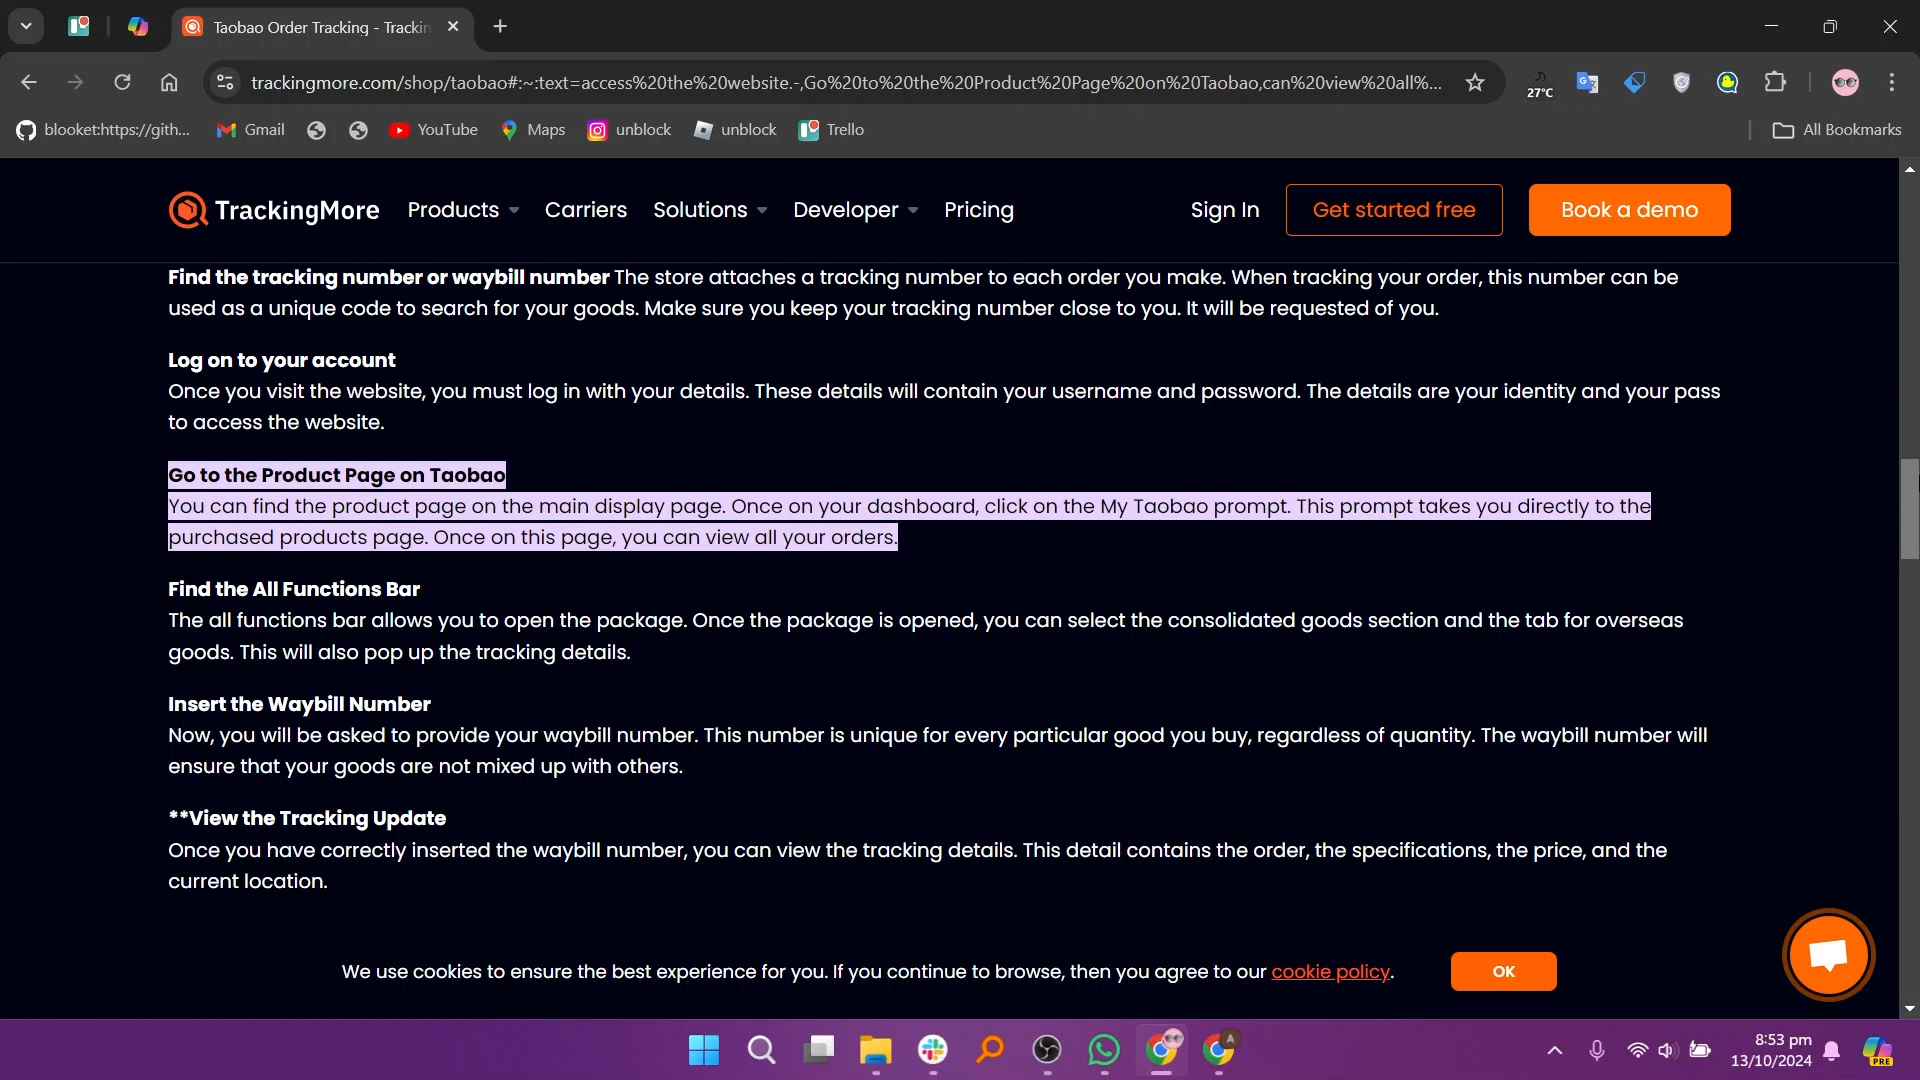 Taobao Order Tracking - Trackin
trackingmore.com/shop/taobao#:~:text=access%20the%20website.-,Go%20to%20the%20Product%20Page%20on%20Taobao,can%20view%20all%...
27°C
blooket:https://gith...
Gmail
YouTube
Maps
unblock
unblock
Trello
All Bookmarks
TrackingMore
Products
Carriers
Solutions
Developer
Pricing
Sign In
Get started free
Book a demo
Find the tracking number or waybill number The store attaches a tracking number to each order you make. When tracking your order, this number can be
used as a unique code to search for your goods. Make sure you keep your tracking number close to you. It will be requested of you.
Log on to your account
Once you visit the website, you must log in with your details. These details will contain your username and password. The details are your identity and your pass
to access the website.
Go to the Product Page on Taobao
You can find the product page on the main display page. Once on your dashboard, click on the My Taobao prompt. This prompt takes you directly to the
purchased products page. Once on this page, you can view all your orders.
Find the All Functions Bar
The all functions bar allows you to open the package. Once the package is opened, you can select the consolidated goods section and the tab for overseas
goods. This will also pop up the tracking details.
Insert the Waybill Number
Now, you will be asked to provide your waybill number. This number is unique for every particular good you buy, regardless of quantity. The waybill number will
ensure that your goods are not mixed up with others.
**View the Tracking Update
Once you have correctly inserted the waybill number, you can view the tracking details. This detail contains the order, the specifications, the price, and the
current location.
We use cookies to ensure the best experience for you. If you continue to browse, then you agree to our cookie policy.
OK
A
8:53 pm
13/10/2024
PRE